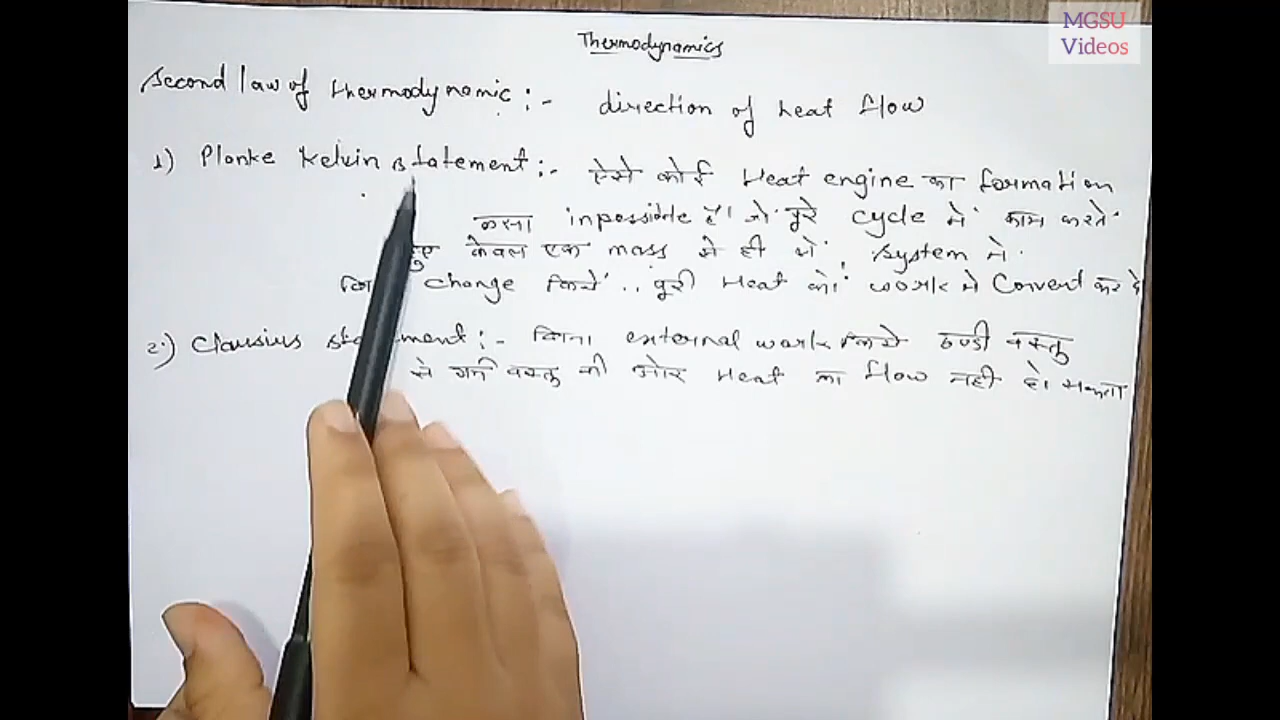 MGSU
Videos
Thermodynamics
Second law of thermodynamic :- direction of heat flow
1) Planke Kelvin statement :- ऐसे कोई Heat engine का formation
करना inpossible है। जो पूरे cycle में काम करते
हुए केवल एक mass से ही , system मे
change किये पूरी Heat को work मे Convert कर दे
2.) Clausius :- बिना external work किये ठण्डी वस्तु
से गर्म वस्तु की ओर Heat का flow नही हो सकता